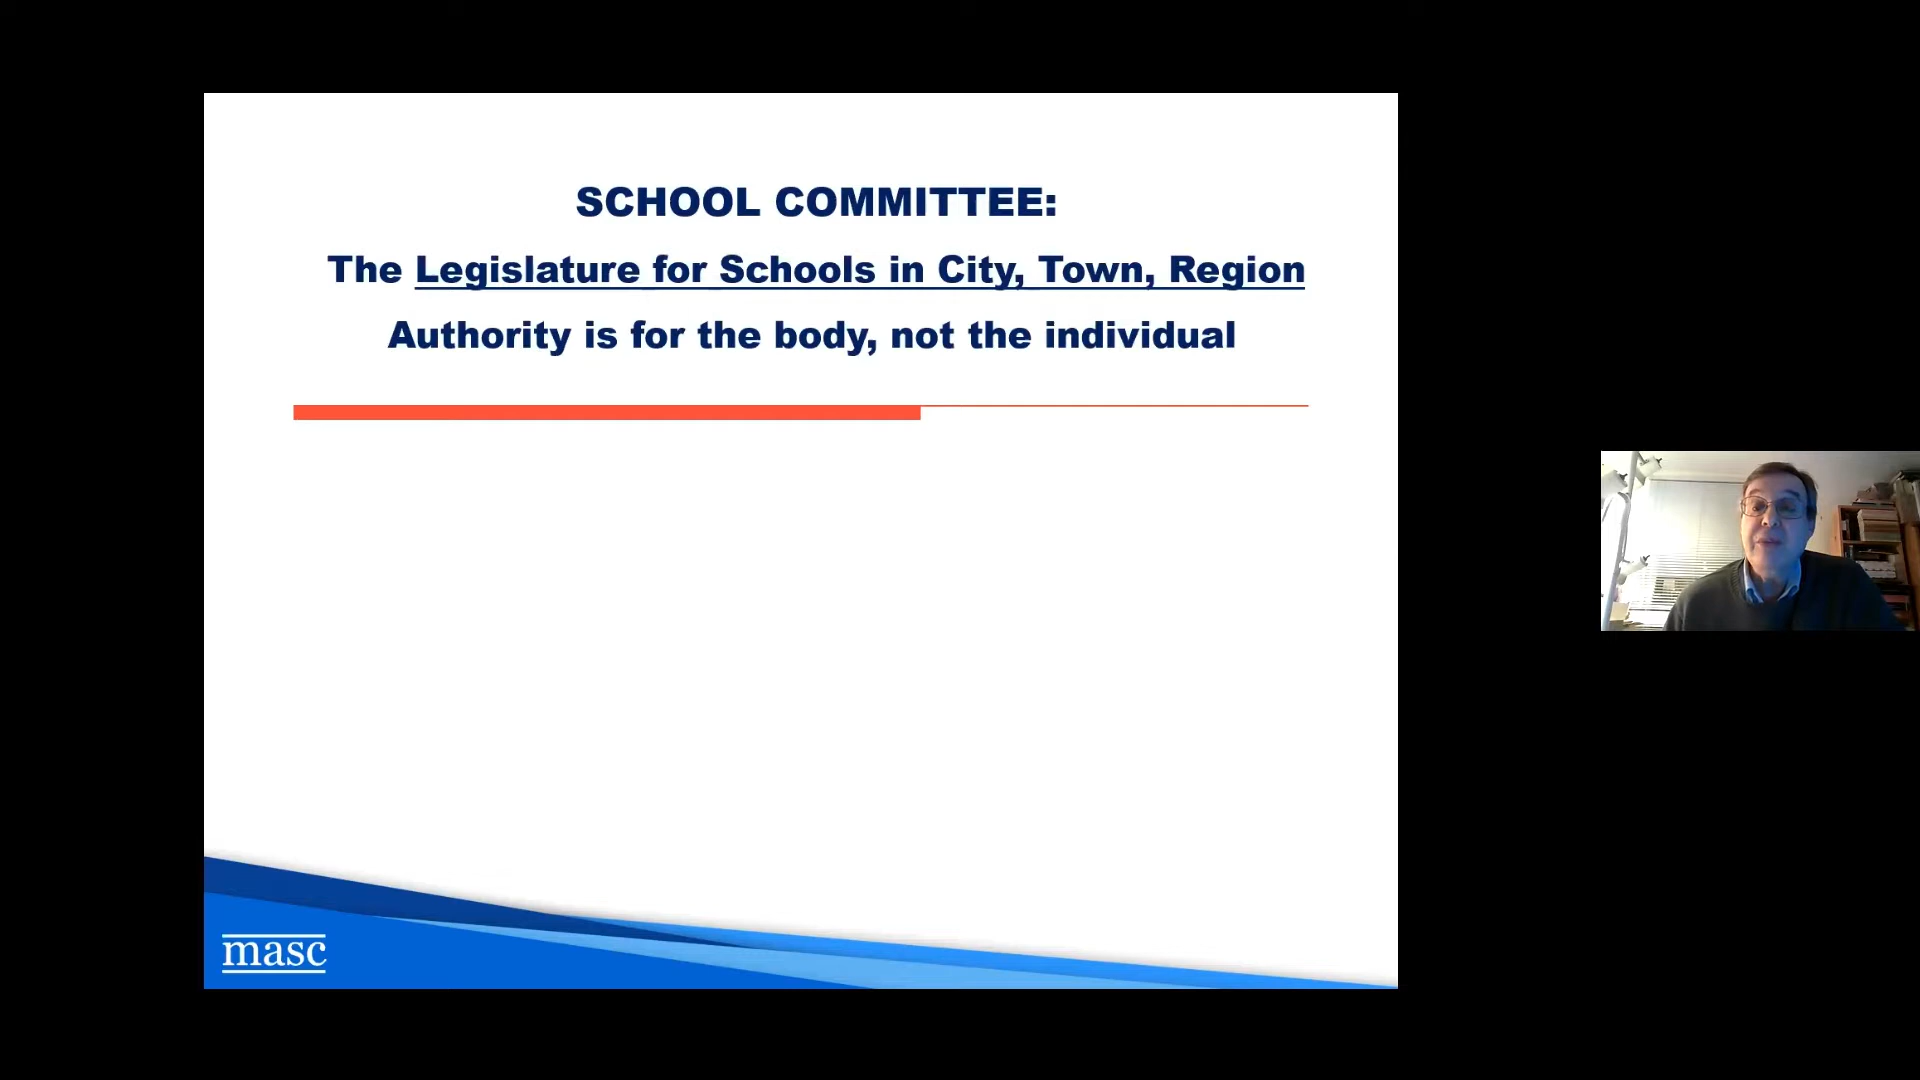 SCHOOL COMMITTEE:
The Legislature for Schools in City, Town, Region
Authority is for the body, not the individual
masc